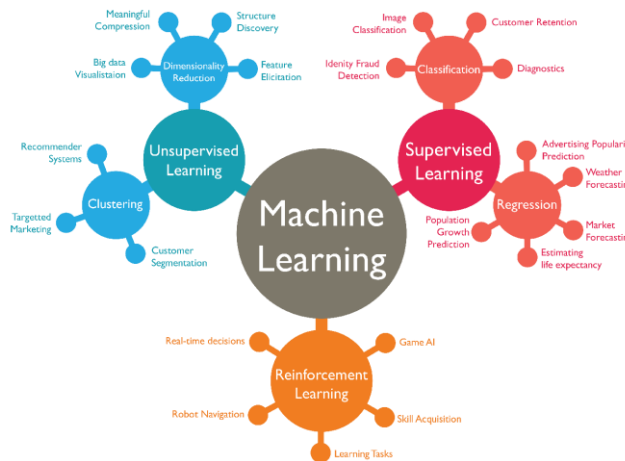 Meaningful
Compression
Structure
Discovery
Big data
Visualistaion
Dimensionality
Reduction
Feature
Elicitation
Unsupervised
Learning
Recommender
Systems
Clustering
Targetted
Marketing
Customer
Segmentation
Machine
Learning
Image
Classification
Customer Retention
Idenity Fraud
Detection
Classification
Diagnostics
Supervised
Learning
Advertising Populari
Prediction
Weather
Forecastin
Regression
Population
Growth
Prediction
Market
Forecastin
Estimating
life expectancy
Real-time decisions
Game AI
Reinforcement
Learning
Robot Navigation
Skill Acquisition
Learning Tasks